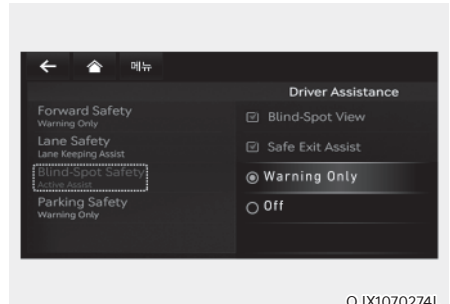 메뉴
Driver Assistance
Forward Safety
Warning Only
Lane Safety
Lane Keeping Assist
Blind-Spot Safety
Active Assist
Parking Safety
Warning Only
Blind-Spot View
Safe Exit Assist
Warning Only
Off
OJX1070274L